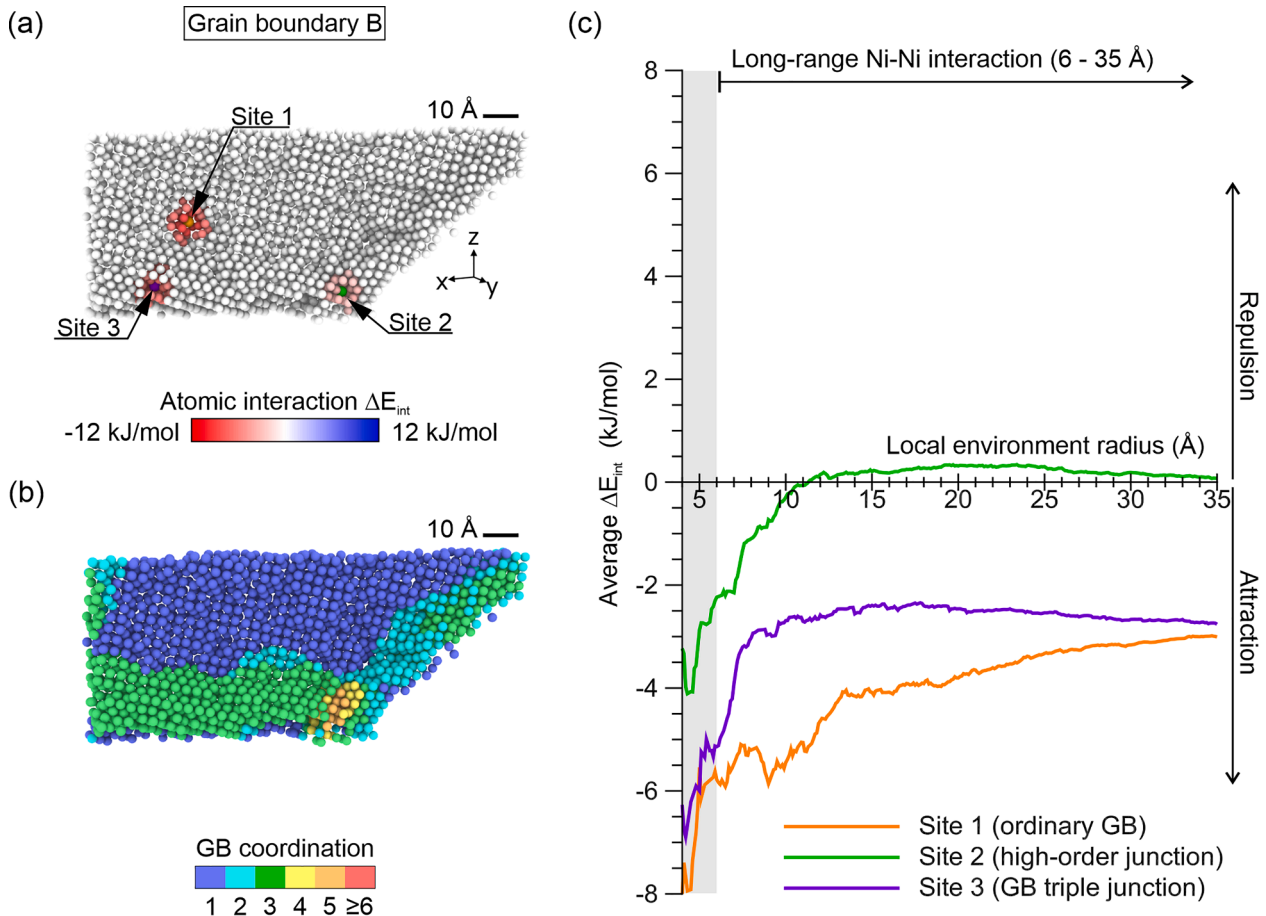 (a)
Grain boundary B
Site 1
10 Å
z
x
y
Site 3
Site 2
Atomic interaction ΔEint
-12 kJ/mol
12 kJ/mol
(b)
10 Å
GB coordination
1 2 3 4 5 ≥6
(c)
Long-range Ni-Ni interaction (6 - 35 Å)
8
6
4
2
0
-2
-4
-6
-8
Average ΔEint (kJ/mol)
Local environment radius (Å)
5 10 15 20 25 30 35
Repulsion
Attraction
Site 1 (ordinary GB)
Site 2 (high-order junction)
Site 3 (GB triple junction)